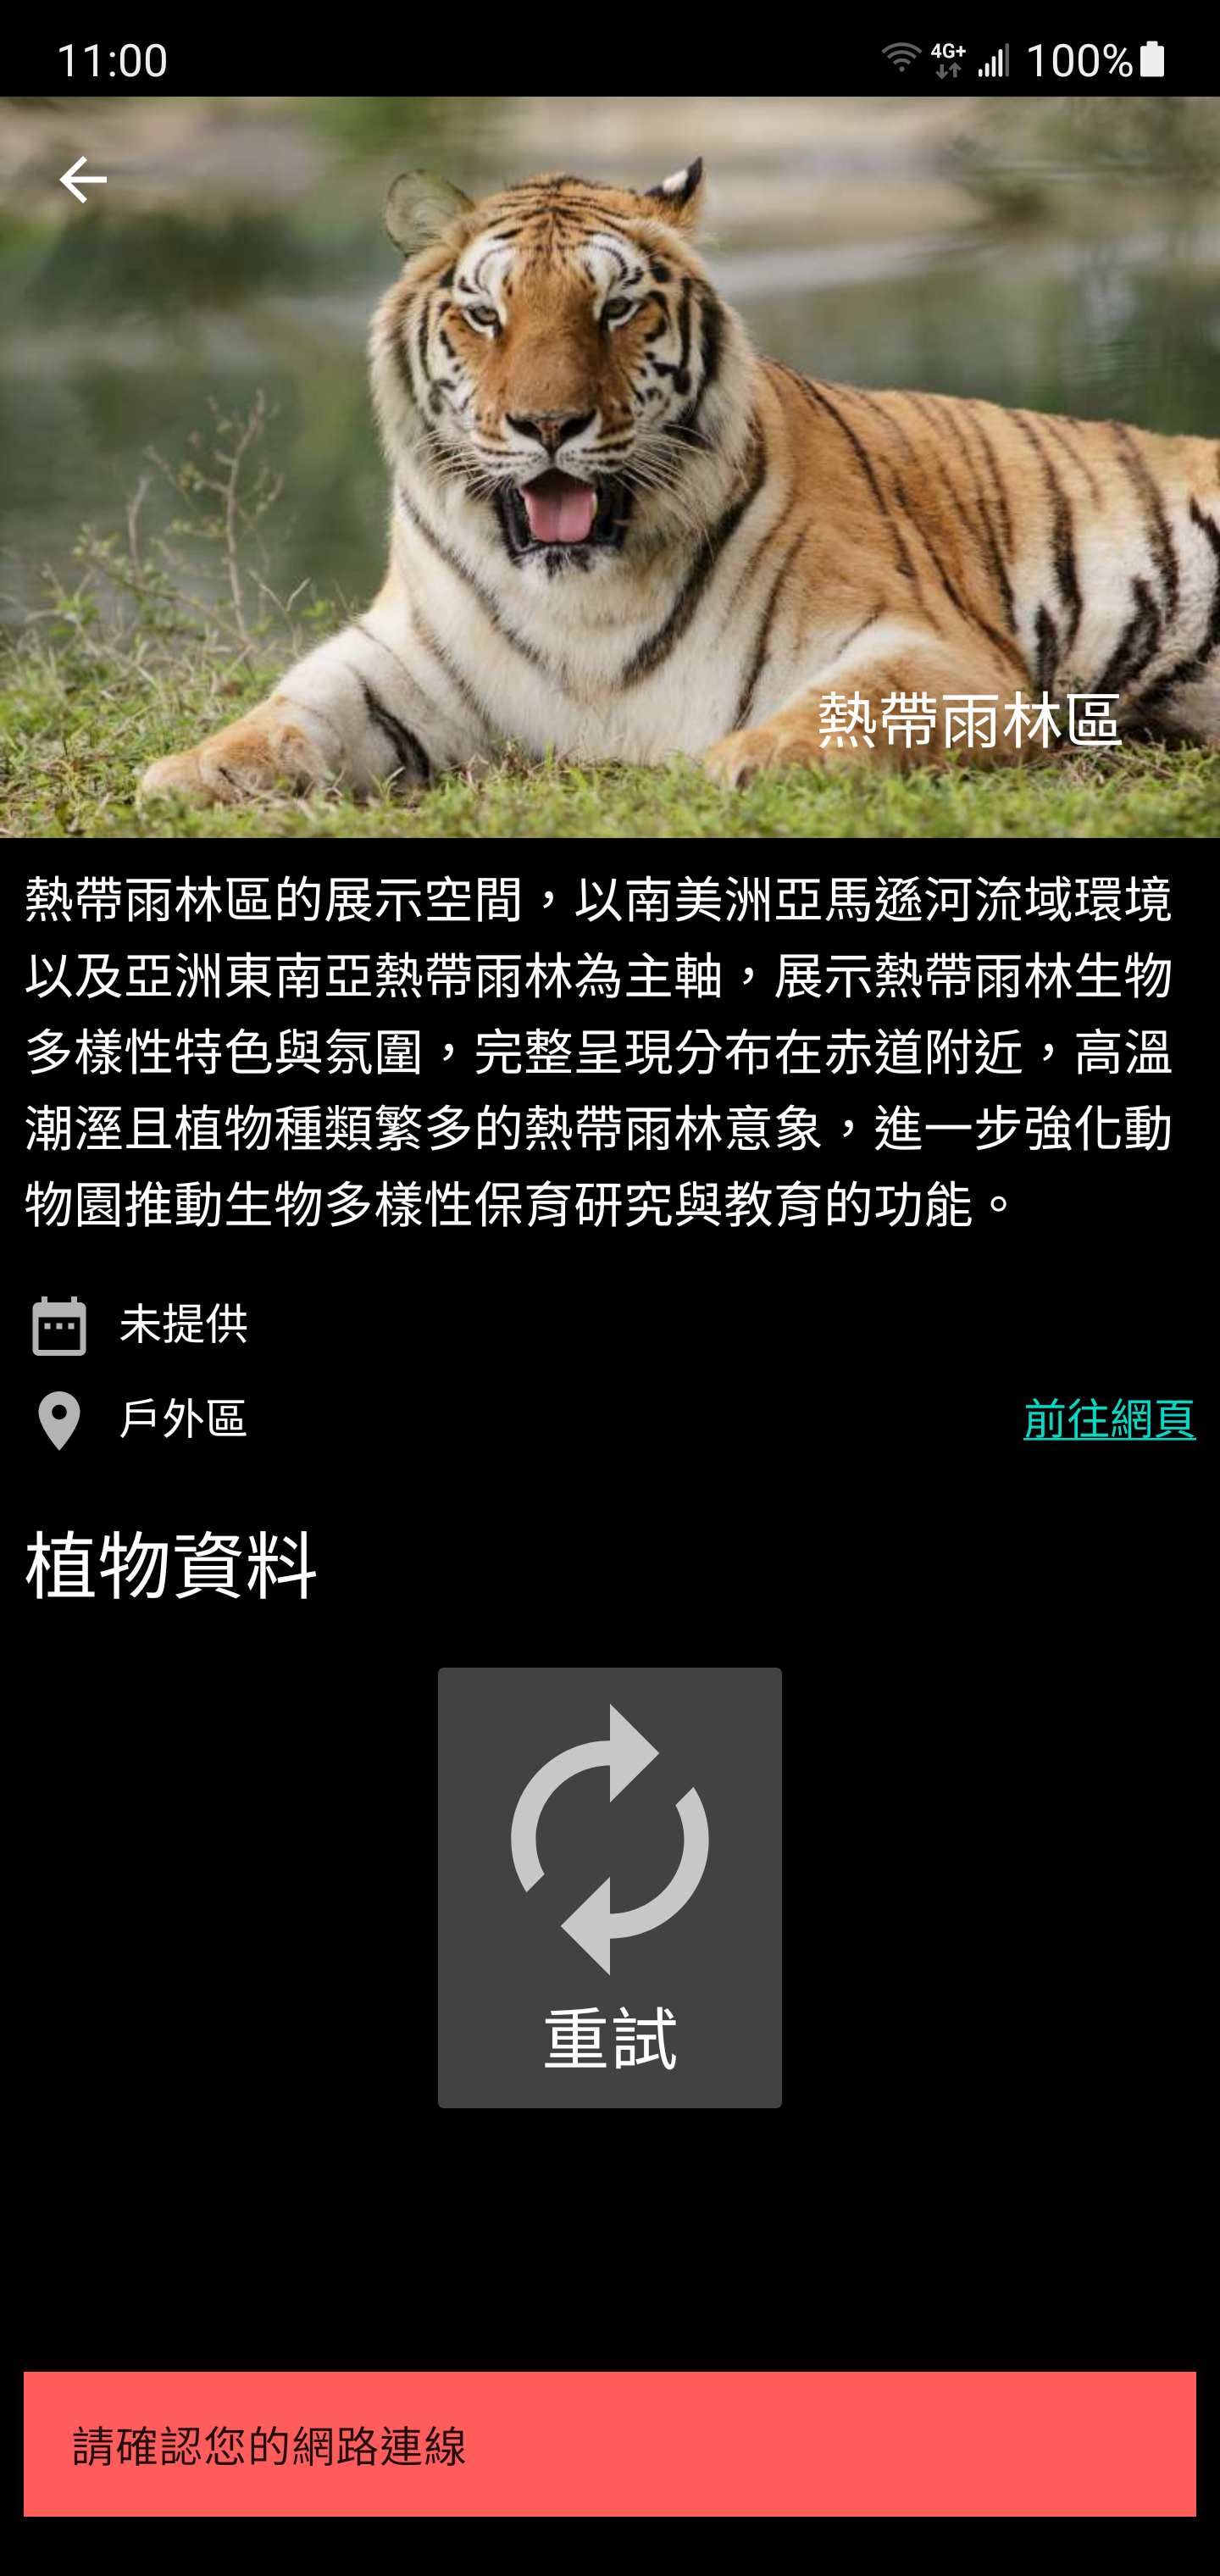 11:00
4G+ 100%
熱帶雨林區
熱帶雨林區的展示空間，以南美洲亞馬遜河流域環境
以及亞洲東南亞熱帶雨林為主軸，展示熱帶雨林生物
多樣性特色與氛圍，完整呈現分布在赤道附近，高溫
潮溼且植物種類繁多的熱帶雨林意象，進一步強化動
物園推動生物多樣性保育研究與教育的功能。
未提供
戶外區 前往網頁
植物資料
重試
請確認您的網路連線